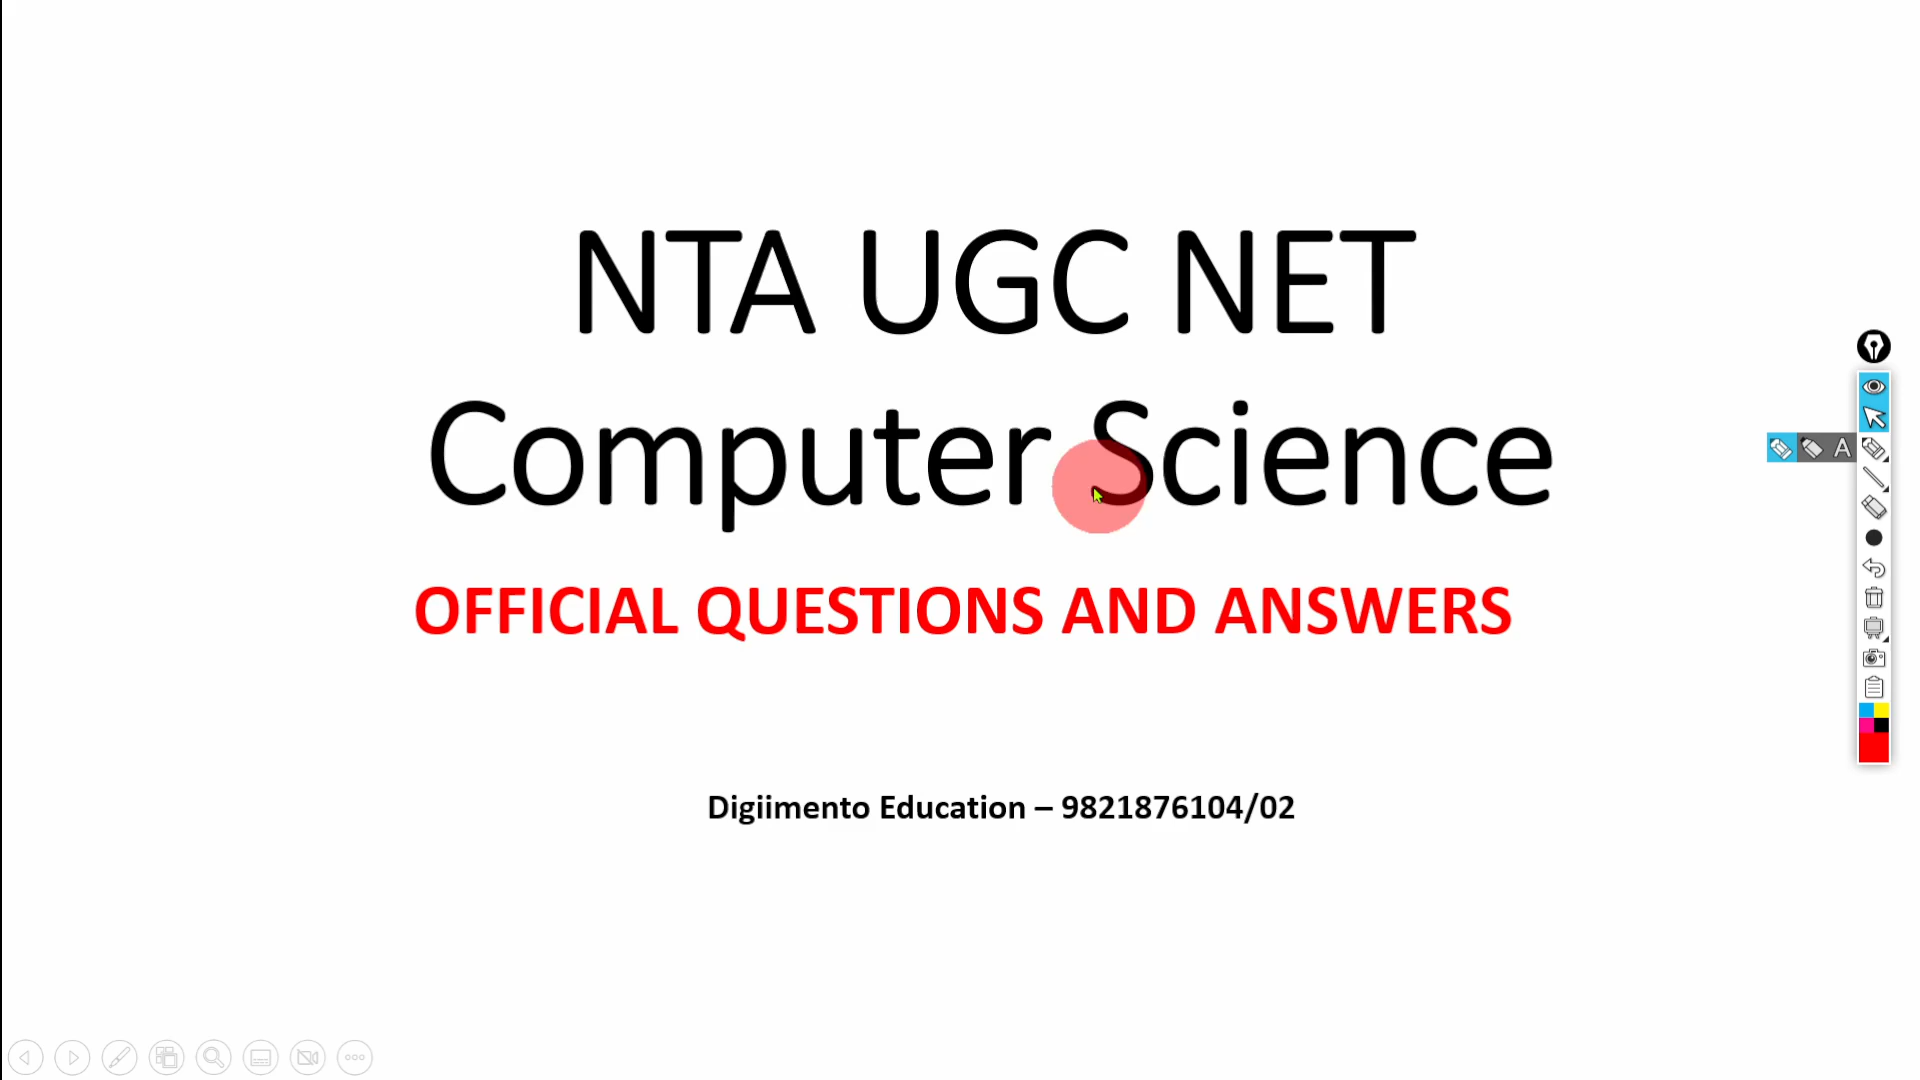 NTA UGC NET
Computer Science
OFFICIAL QUESTIONS AND ANSWERS
Digiimento Education – 9821876104/02
A